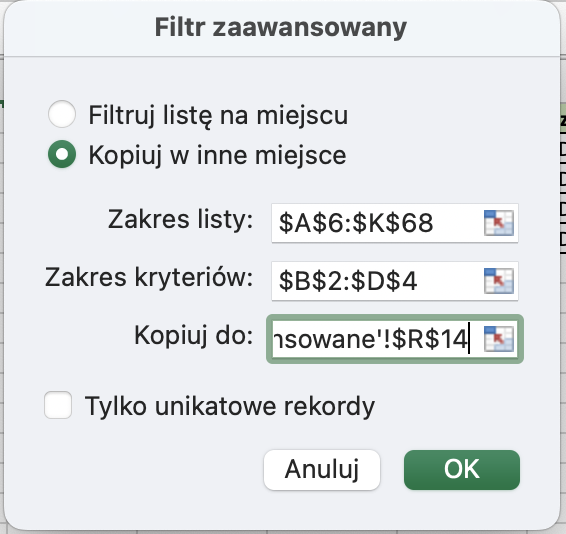 Filtr zaawansowany
Filtruj listę na miejscu
Kopiuj w inne miejsce
Zakres listy: $A$6:$K$68
Zakres kryteriów: $B$2:$D$4
Kopiuj do: nsowane'!$R$14
Tylko unikatowe rekordy
Anuluj OK